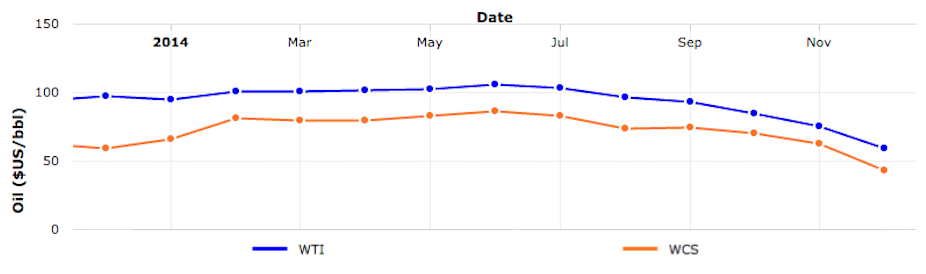 Date
150
2014 Mar May Jul Sep Nov
100
50
0
Oil ($US/bbl)
WTI WCS